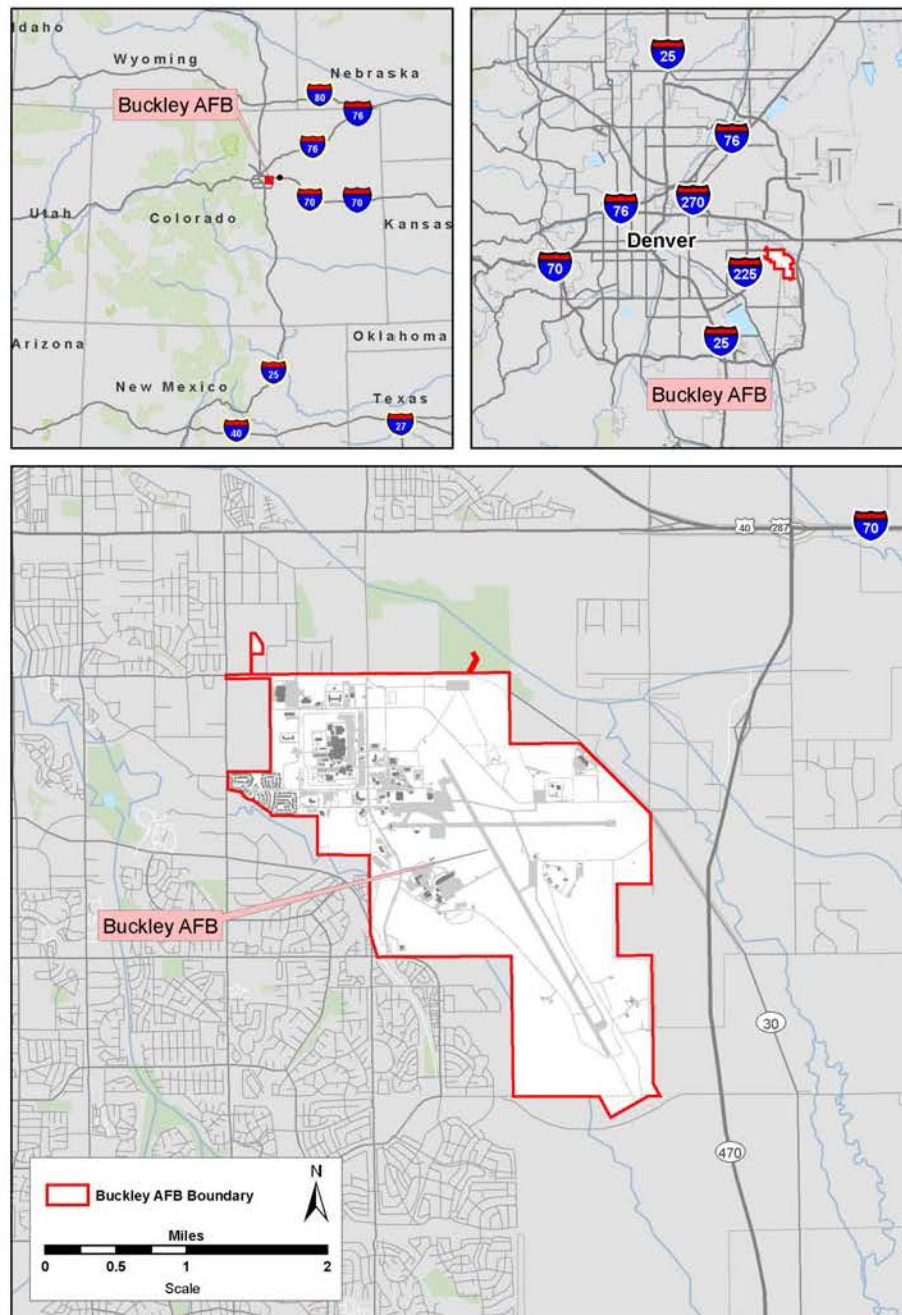 Idaho
Wyoming
Nebraska
80
76
Buckley AFB
76
70
70
Utah
Colorado
Kansas
Arizona
Oklahoma
25
New Mexico
Texas
40
27
25
76
270
76
Denver
70
225
25
Buckley AFB
40
287
70
Buckley AFB
30
470
N
Buckley AFB Boundary
Miles
0
0.5
1
2
Scale